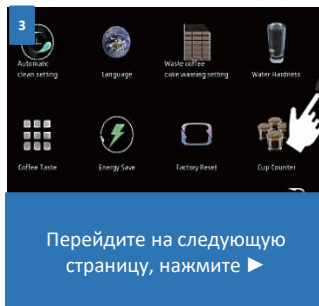 3
Automatic
clean setting
Language
Waste coffee
cake wanting setting
Water Hardness
Coffee Taste
Energy Save
Factory Reset
Cup Counter
Перейдите на следующую
страницу, нажмите ►